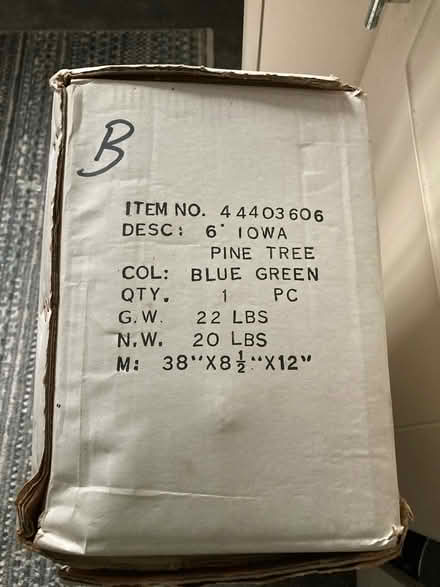 B
ITEM NO. 44403606
DESC: 6' IOWA
PINE TREE
COL: BLUE GREEN
QTY. 1 PC
G.W. 22 LBS
N.W. 20 LBS
M: 38"X8½"X12"